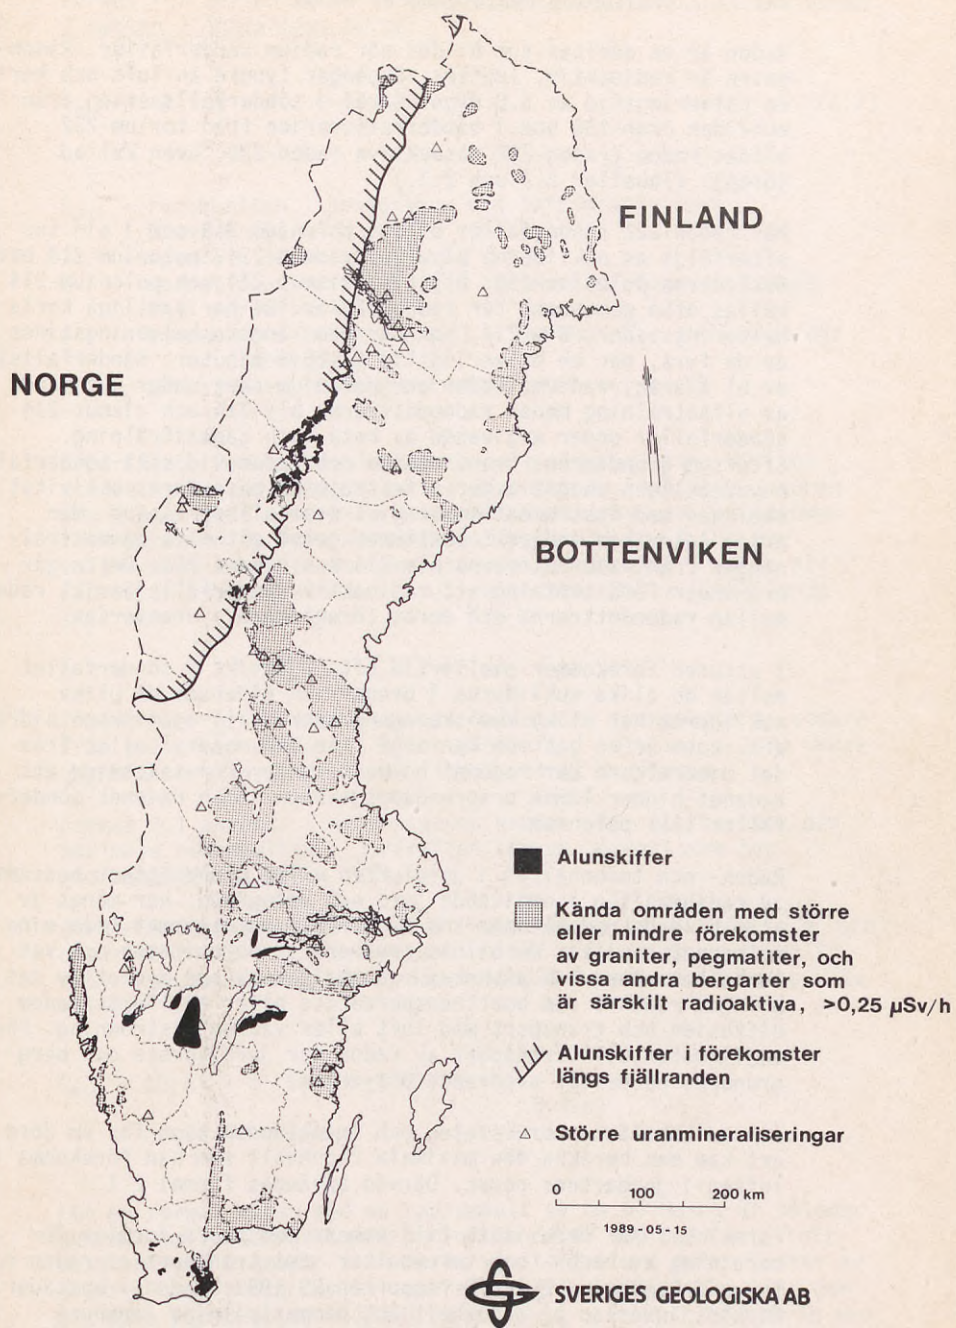 FINLAND
NORGE
BOTTENVIKEN
Alunskiffer
Kända områden med större
eller mindre förekomster
av graniter, pegmatiter, och
vissa andra bergarter som
är särskilt radioaktiva, >0,25 µSv/h
Alunskiffer i förekomster
längs fjällranden
Större uranmineraliseringar
0 100 200 km
1989-05-15
SVERIGES GEOLOGISKA AB